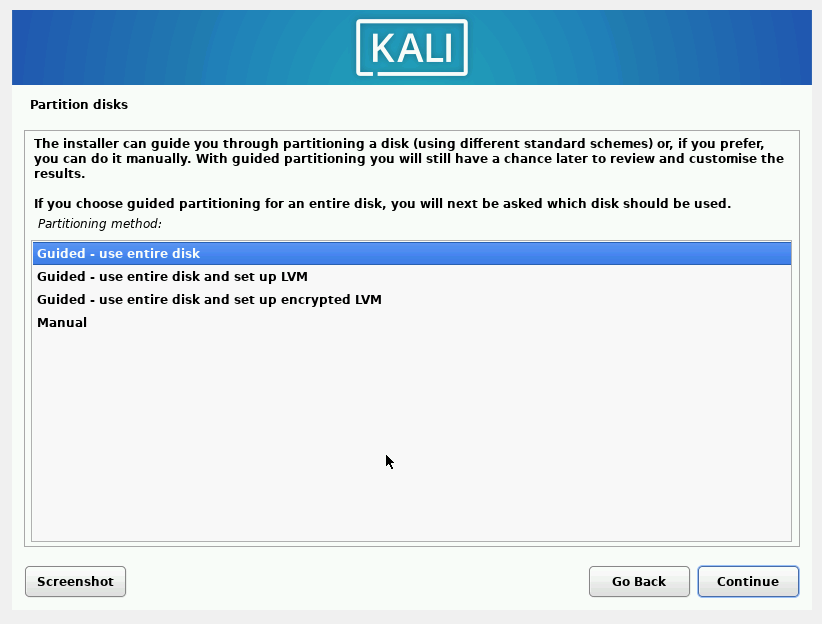 KALI
Partition disks
The installer can guide you through partitioning a disk (using different standard schemes) or, if you prefer,
you can do it manually. With guided partitioning you will still have a chance later to review and customise the
results.
If you choose guided partitioning for an entire disk, you will next be asked which disk should be used.
Partitioning method:
Guided - use entire disk
Guided - use entire disk and set up LVM
Guided - use entire disk and set up encrypted LVM
Manual
Screenshot
Go Back
Continue